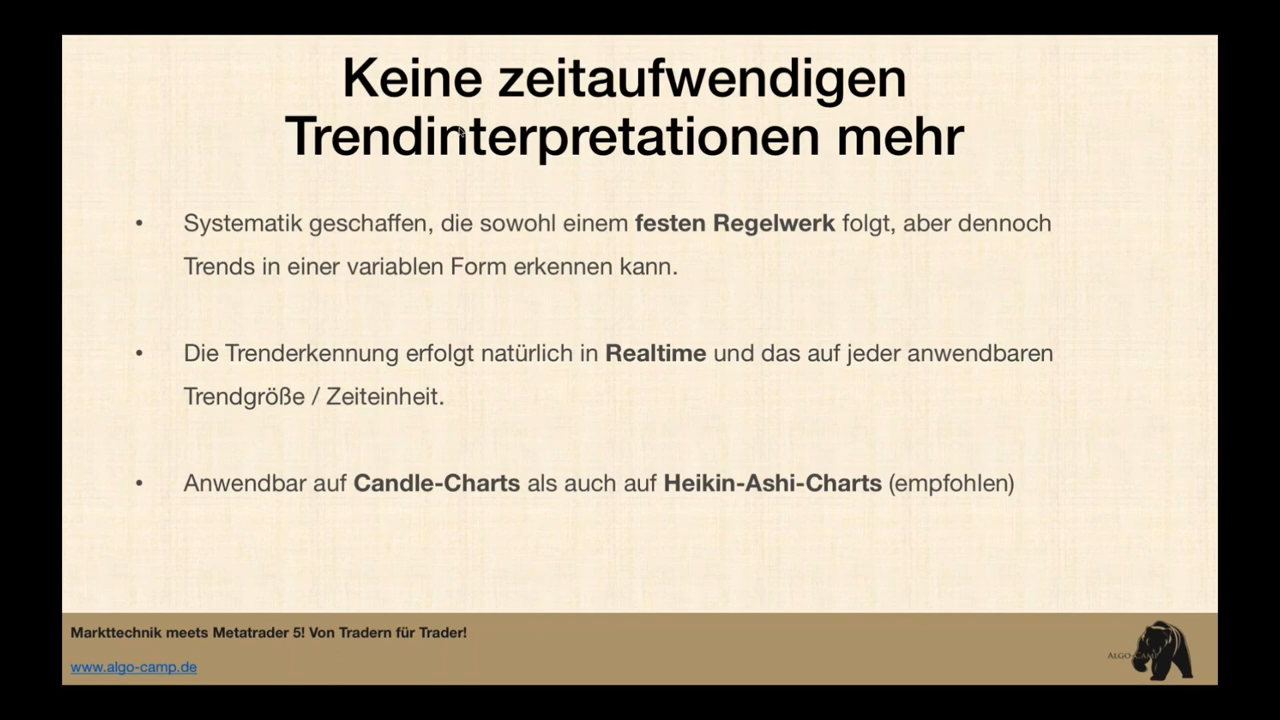 Keine zeitaufwendigen
Trendinterpretationen mehr
• Systematik geschaffen, die sowohl einem festen Regelwerk folgt, aber dennoch
Trends in einer variablen Form erkennen kann.
• Die Trenderkennung erfolgt natürlich in Realtime und das auf jeder anwendbaren
Trendgröße / Zeiteinheit.
• Anwendbar auf Candle-Charts als auch auf Heikin-Ashi-Charts (empfohlen)
Markttechnik meets Metatrader 5! Von Tradern für Trader!
www.algo-camp.de
ALGO-CAMP